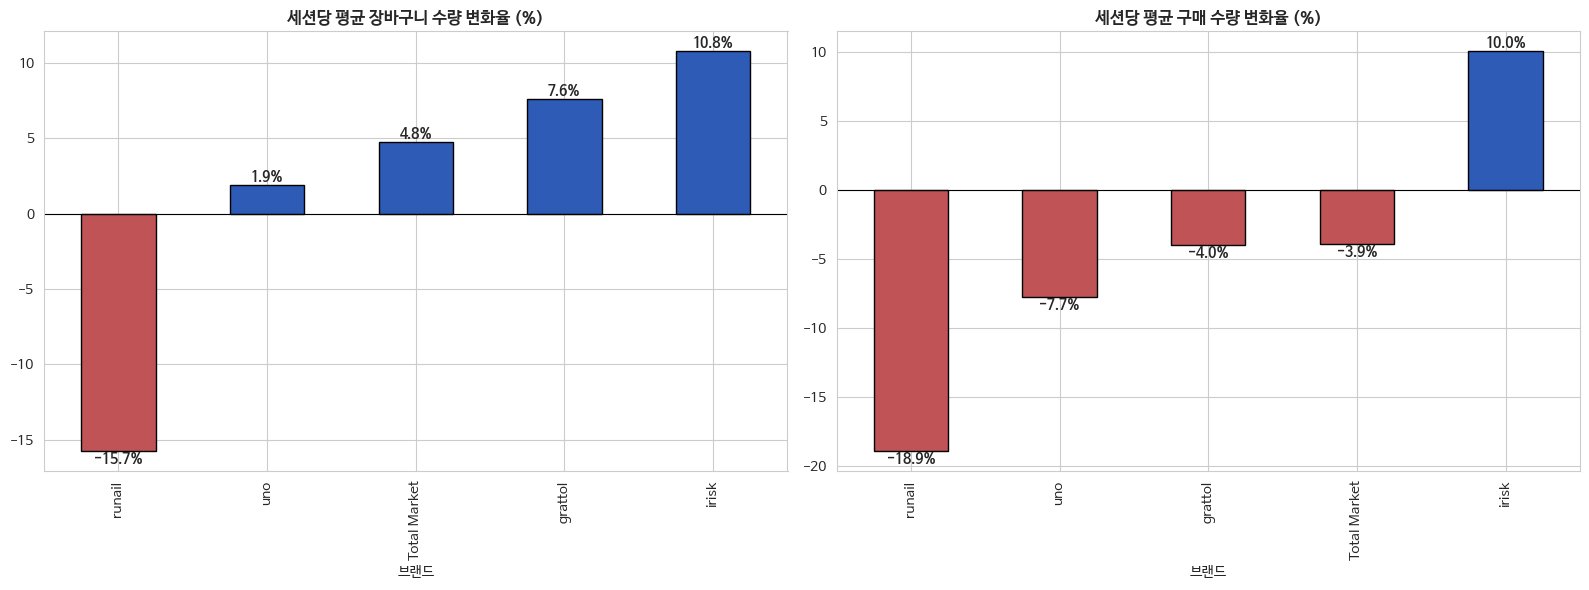 세션당 평균 장바구니 수량 변화율 (%)
10
5
0
−5
−10
−15
−15.7%
1.9%
4.8%
7.6%
10.8%
runail
uno
Total Market
grattol
irisk
브랜드
세션당 평균 구매 수량 변화율 (%)
10
5
0
−5
−10
−15
−20
−18.9%
−7.7%
−4.0%
−3.9%
10.0%
runail
uno
grattol
Total Market
irisk
브랜드